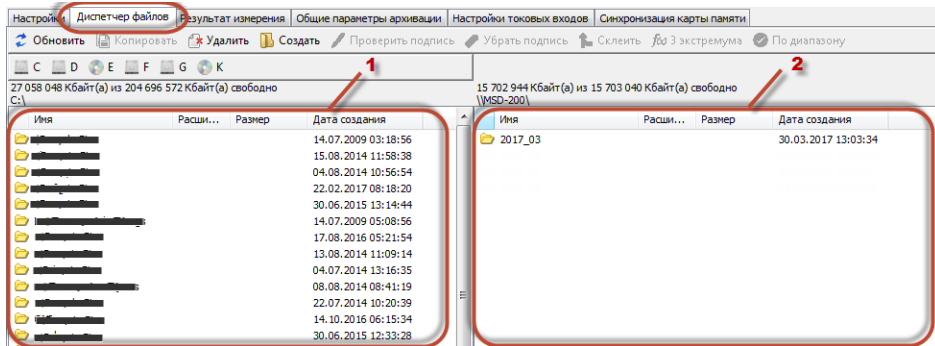 Настройки Диспетчер файлов Результат измерения Общие параметры архивации Настройки токовых входов Синхронизация карты памяти
Обновить Копировать Удалить Создать Проверить подпись Убрать подпись Склеить f(x) 3 экстремума По диапазону
C D E F G K
1
2
27 058 048 Кбайт(а) из 204 696 572 Кбайт(а) свободно
C:\
Имя Расши... Размер Дата создания
14.07.2009 03:18:56
15.08.2014 11:58:38
04.08.2014 10:56:54
22.02.2017 08:18:20
30.06.2015 13:14:44
14.07.2009 05:08:56
17.08.2016 05:21:54
13.08.2014 11:09:14
04.07.2014 13:16:35
08.08.2014 08:41:19
22.07.2014 10:20:39
14.10.2016 06:15:34
30.06.2015 12:33:28
15 702 944 Кбайт(а) из 15 703 040 Кбайт(а) свободно
\\MSD-200\
Имя Расши... Размер Дата создания
2017_03 30.03.2017 13:03:34